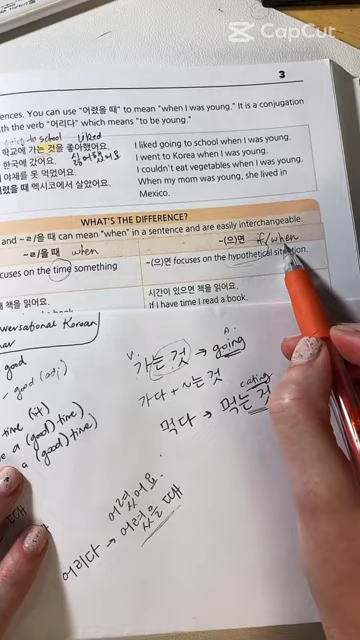 CapCut
3
ences. You can use "어렸을 때" to mean "when I was young." It is a conjugation
th the verb "어리다" which means "to be young."
going to school liked
학교에 가는 것을 좋아했어요. I liked going to school when I was young.
싫어했어요
한국에 갔어요. I went to Korea when I was young.
야채를 못 먹었어요. I couldn't eat vegetables when I was young.
렸을 때 멕시코에서 살았어요. When my mom was young, she lived in
Mexico.
WHAT'S THE DIFFERENCE?
and ~ㄹ/을 때 can mean "when" in a sentence and are easily interchangeable.
~ㄹ/을 때 when ~(으)면 if/when
cuses on the time something ~(으)면 focuses on the hypothetical situation.
때 책을 읽어요. 시간이 있으면 책을 읽어요.
If I have time I read a book.
onversational Korean
good
good (adj)
time (it)
a (good) time
a (good) time)
V. 가는 것 → going
가다 + ~는 것
먹다 → 먹는 것 eating
어렸어요.
어리다 → 어렸을 때